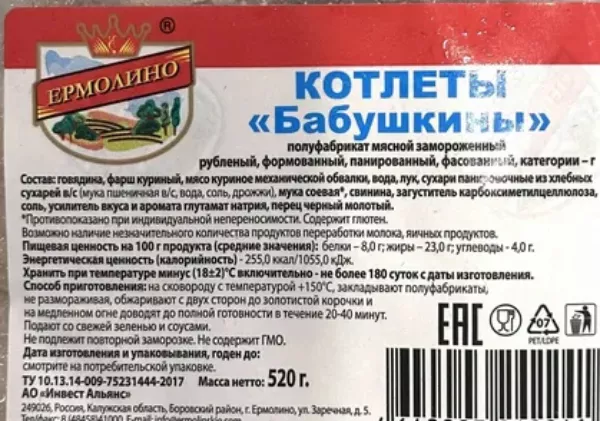 ®
ЕРМОЛИНО
КОТЛЕТЫ
«Бабушкины»
полуфабрикат мясной замороженный
рубленый, формованный, панированный, фасованный, категории – г
Состав: говядина, фарш куриный, мясо куриное механической обвалки, вода, лук, сухари панировочные из хлебных
сухарей в/с (мука пшеничная в/с, вода, соль, дрожжи), мука соевая*, свинина, загуститель карбоксиметилцеллюлоза,
соль, усилитель вкуса и аромата глутамат натрия, перец черный молотый.
*Противопоказано при индивидуальной непереносимости. Содержит глютен.
Возможно наличие незначительного количества продуктов переработки молока, яичных продуктов.
Пищевая ценность на 100 г продукта (средние значения): белки – 8,0 г; жиры – 23,0 г; углеводы - 4,0 г.
Энергетическая ценность (калорийность) - 255,0 ккал/1055,0 кДж.
Хранить при температуре минус (18±2)°С включительно - не более 180 суток с даты изготовления.
Способ приготовления: на сковороду с температурой +150°С, закладывают полуфабрикаты,
не размораживая, обжаривают с двух сторон до золотистой корочки и
на медленном огне доводят до полной готовности в течение 20-40 минут.
Подают со свежей зеленью и соусами.
Не подлежит повторной заморозке. Не содержит ГМО.
Дата изготовления и упаковывания, годен до:
смотрите на потребительской упаковке.
ТУ 10.13.14-009-75231444-2017 Масса нетто: 520 г.
АО «Инвест Альянс»
249026, Россия, Калужская область, Боровский район, г. Ермолино, ул. Заречная, д. 5.
ЕАС
07
PET/LDPE